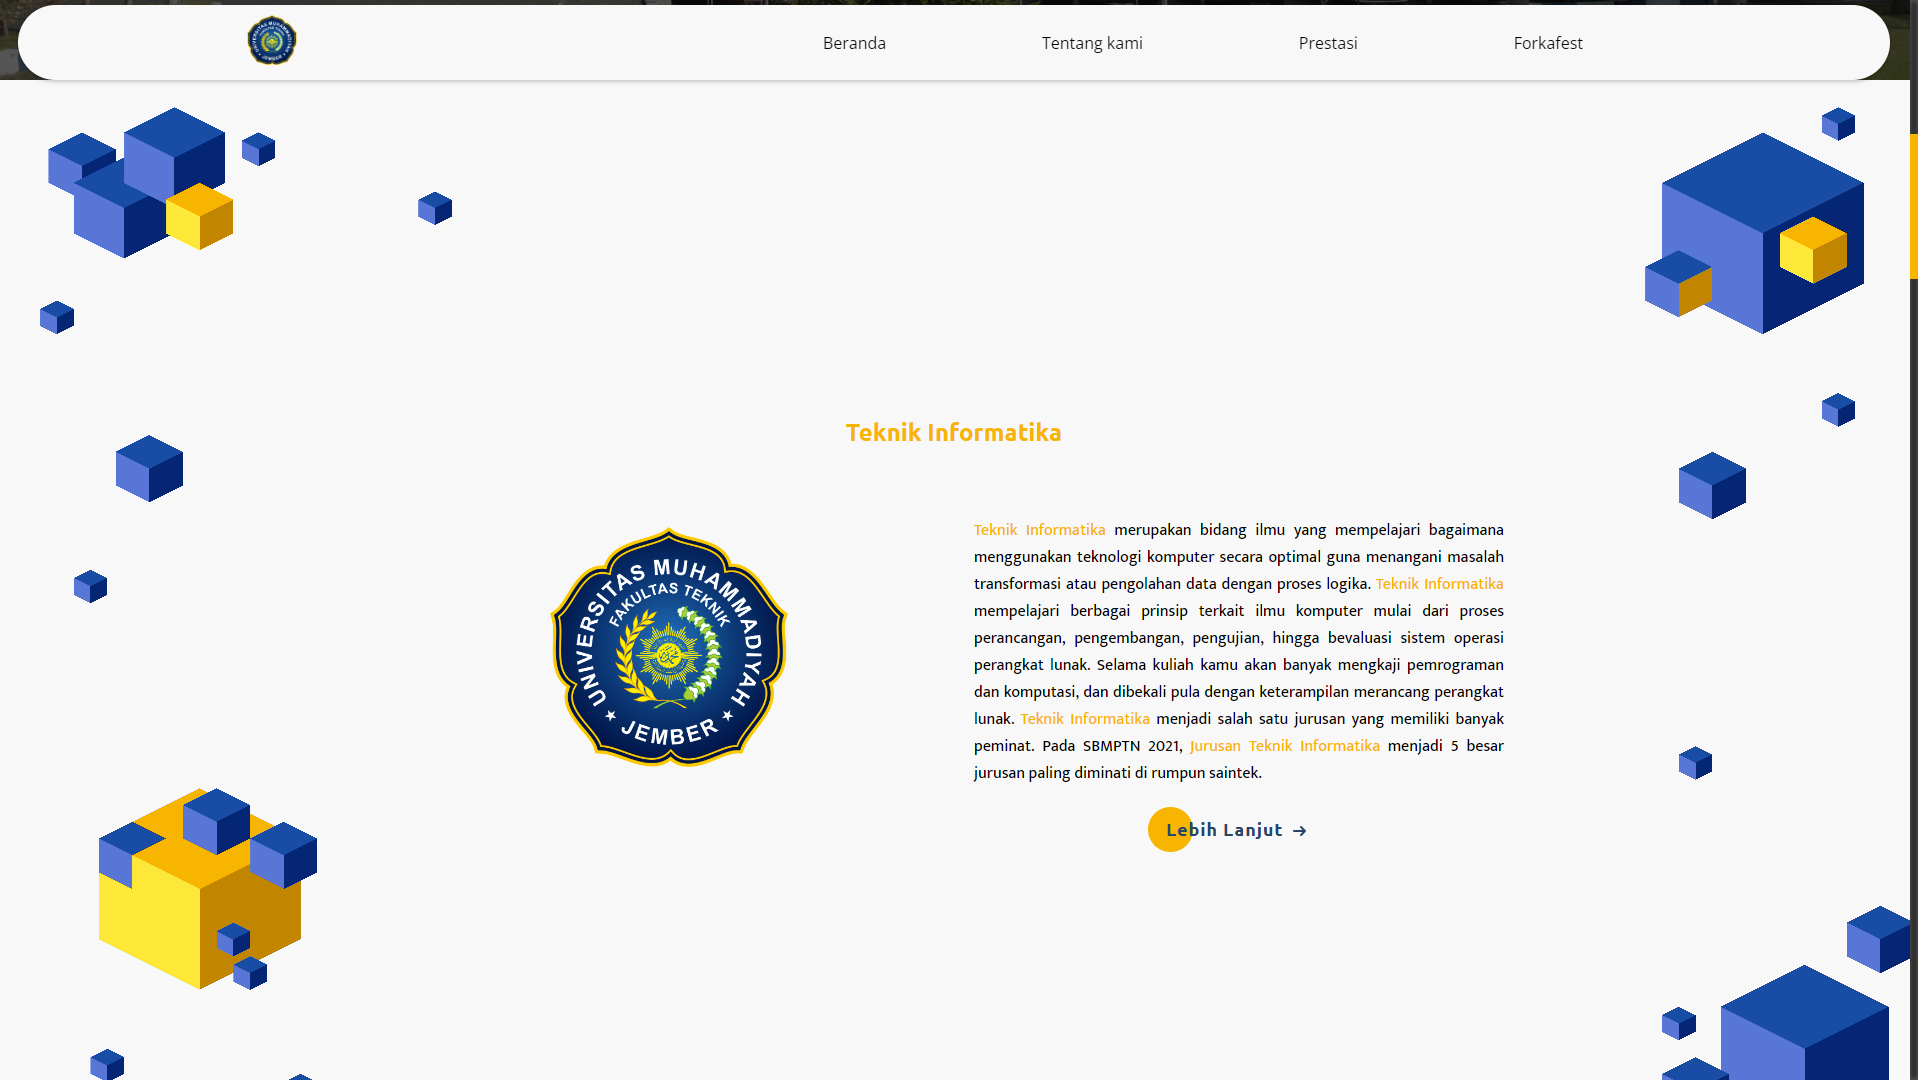 Beranda
Tentang kami
Prestasi
Forkafest
Teknik Informatika
UNIVERSITAS MUHAMMADIYAH
FAKULTAS TEKNIK
JEMBER
Teknik Informatika merupakan bidang ilmu yang mempelajari bagaimana
menggunakan teknologi komputer secara optimal guna menangani masalah
transformasi atau pengolahan data dengan proses logika. Teknik Informatika
mempelajari berbagai prinsip terkait ilmu komputer mulai dari proses
perancangan, pengembangan, pengujian, hingga bevaluasi sistem operasi
perangkat lunak. Selama kuliah kamu akan banyak mengkaji pemrograman
dan komputasi, dan dibekali pula dengan keterampilan merancang perangkat
lunak. Teknik Informatika menjadi salah satu jurusan yang memiliki banyak
peminat. Pada SBMPTN 2021, Jurusan Teknik Informatika menjadi 5 besar
jurusan paling diminati di rumpun saintek.
Lebih Lanjut →